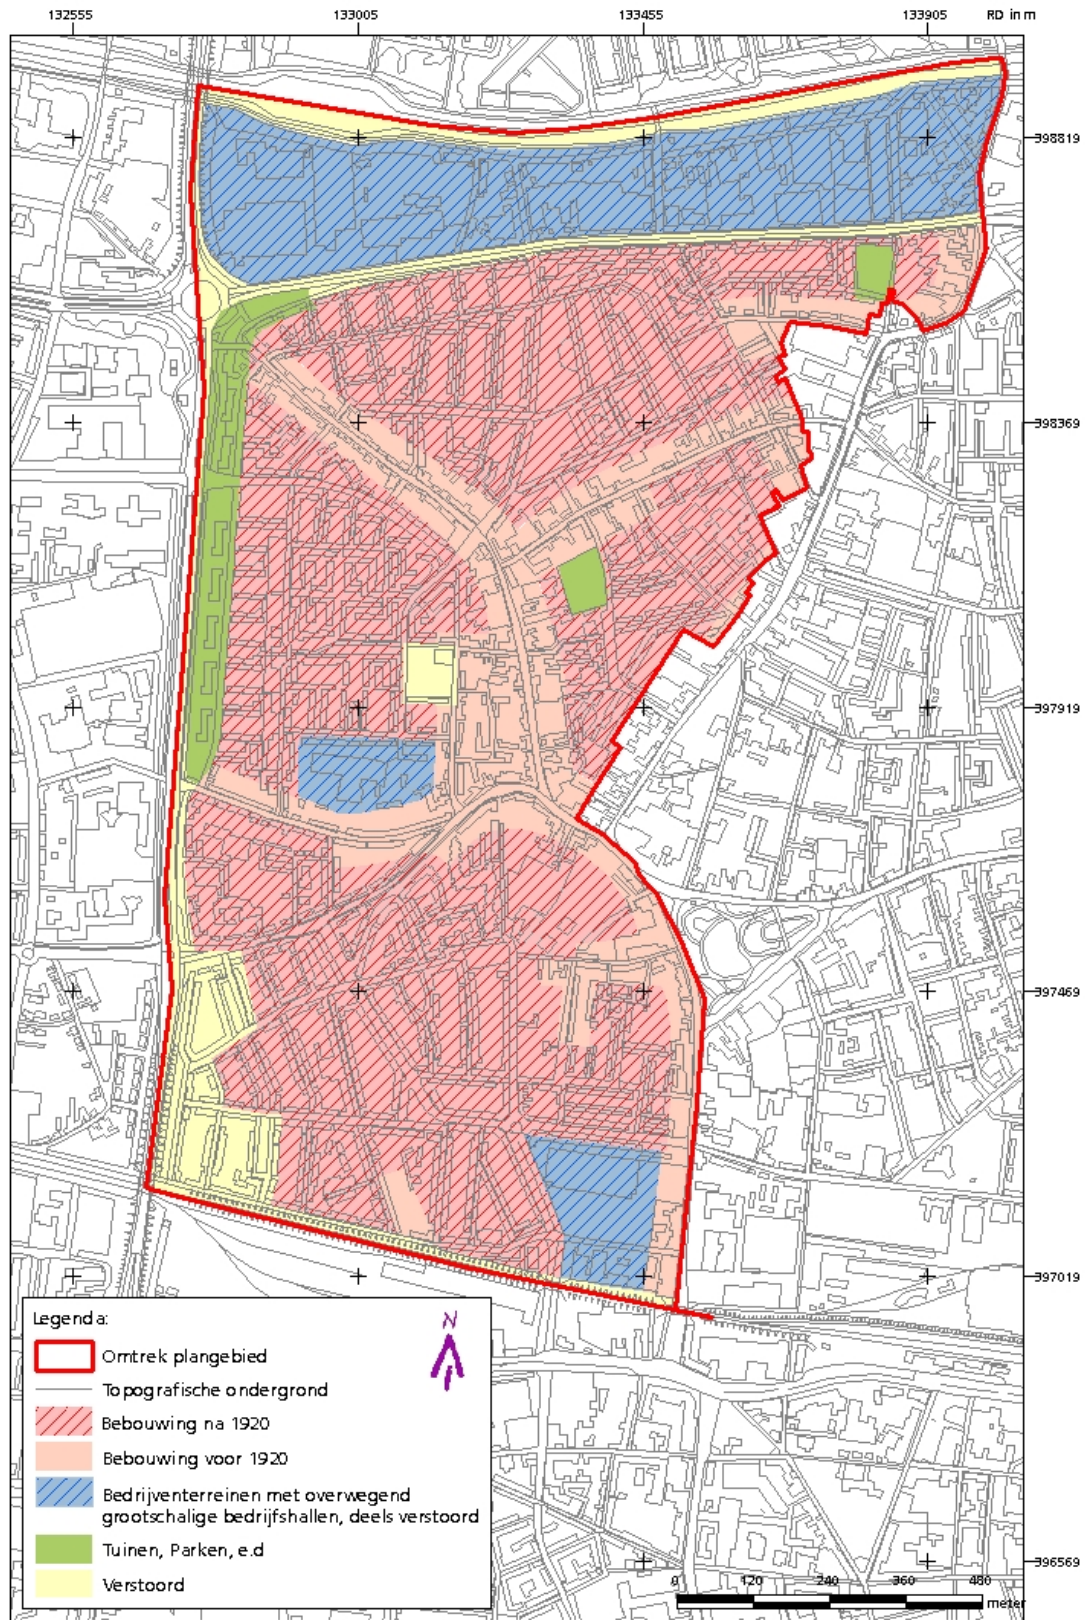 132555 133005 133455 133905 RD in m
398819
398369
397919
397469
397019
396569
Legenda:
N
Omtrek plangebied
Topografische ondergrond
Bebouwing na 1920
Bebouwing voor 1920
Bedrijventerreinen met overwegend
grootschalige bedrijfshallen, deels verstoord
Tuinen, Parken, e.d
Verstoord
0 120 240 360 480
meter